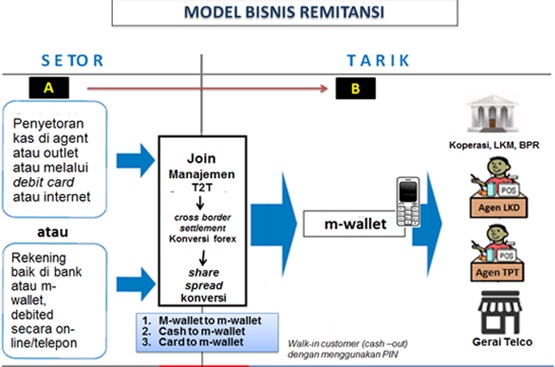 MODEL BISNIS REMITANSI
SETOR
TARIK
A
B
Penyetoran
kas di agent
atau outlet
atau melalui
debit card
atau internet
atau
Rekening
baik di bank
atau m-
wallet,
debited
secara on-
line/telepon
Join
Manajemen
T2T
cross border
settlement
Konversi forex
share
spread
konversi
1. M-wallet to m-wallet
2. Cash to m-wallet
3. Card to m-wallet
m-wallet
Walk-in customer (cash –out)
dengan menggunakan PIN
Koperasi, LKM, BPR
POS
Agen LKD
POS
Agen TPT
Gerai Telco